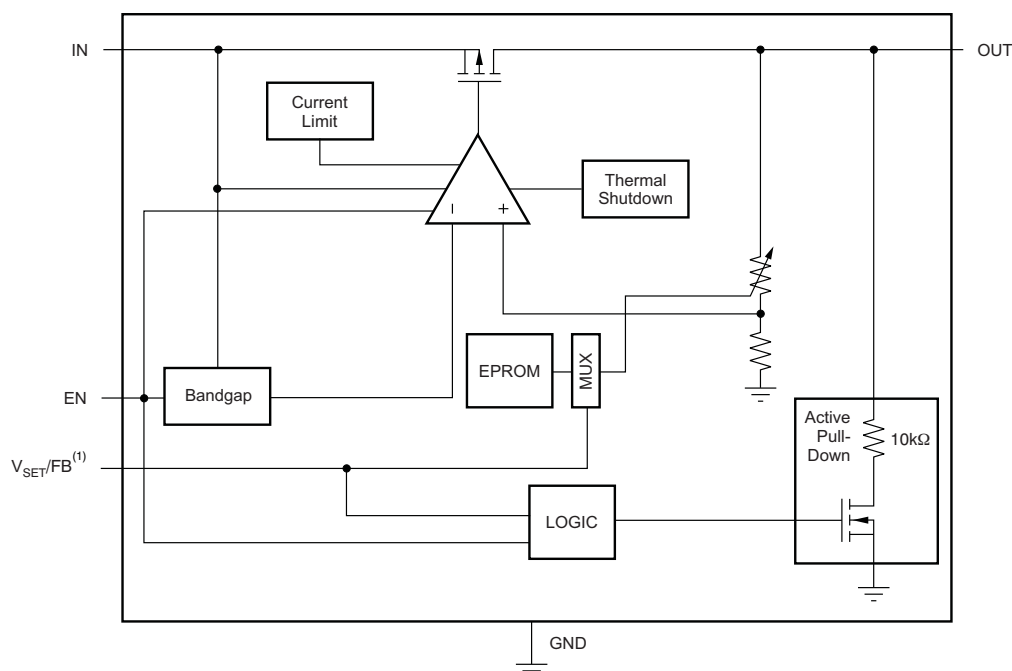 IN
OUT
Current
Limit
Thermal
Shutdown
− +
EPROM
MUX
EN
Bandgap
Active
Pull-
Down
10kΩ
V_SET/FB^(1)
LOGIC
GND